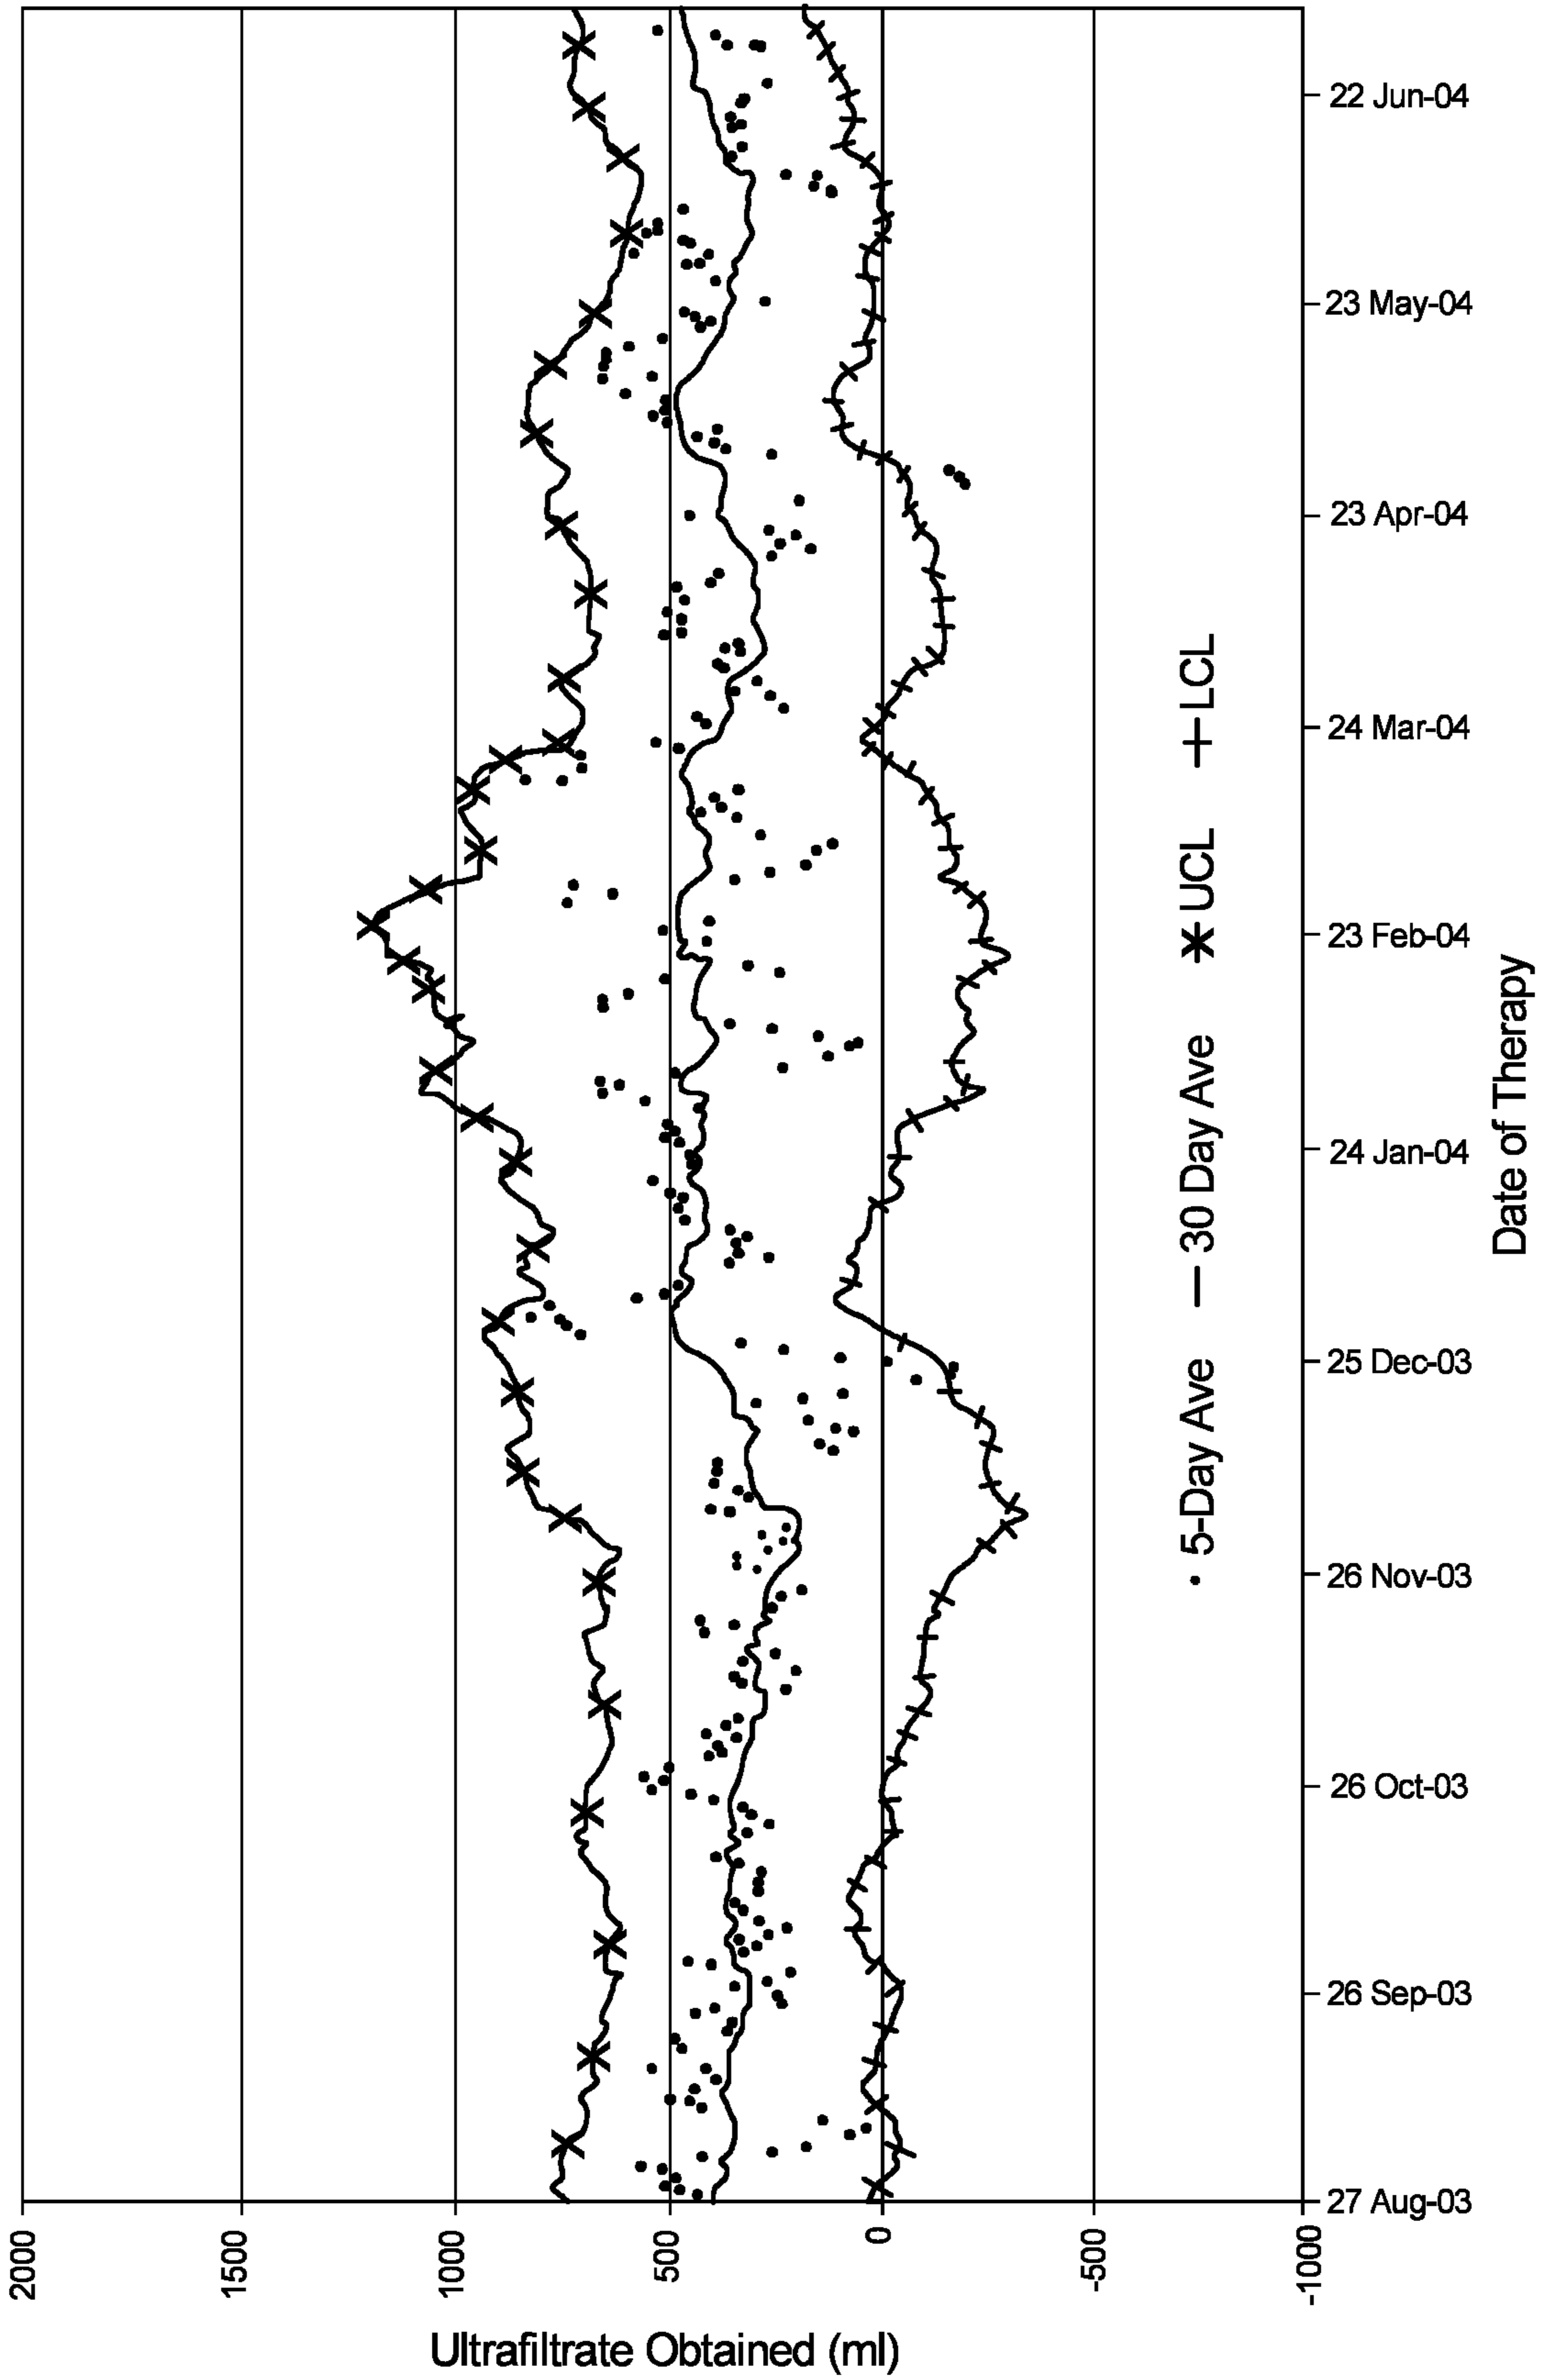 Ultrafiltrate Obtained (ml)
2000
1500
1000
500
0
-500
-1000
27 Aug-03
26 Sep-03
26 Oct-03
26 Nov-03
25 Dec-03
24 Jan-04
23 Feb-04
24 Mar-04
23 Apr-04
23 May-04
22 Jun-04
5-Day Ave 30 Day Ave UCL LCL
Date of Therapy